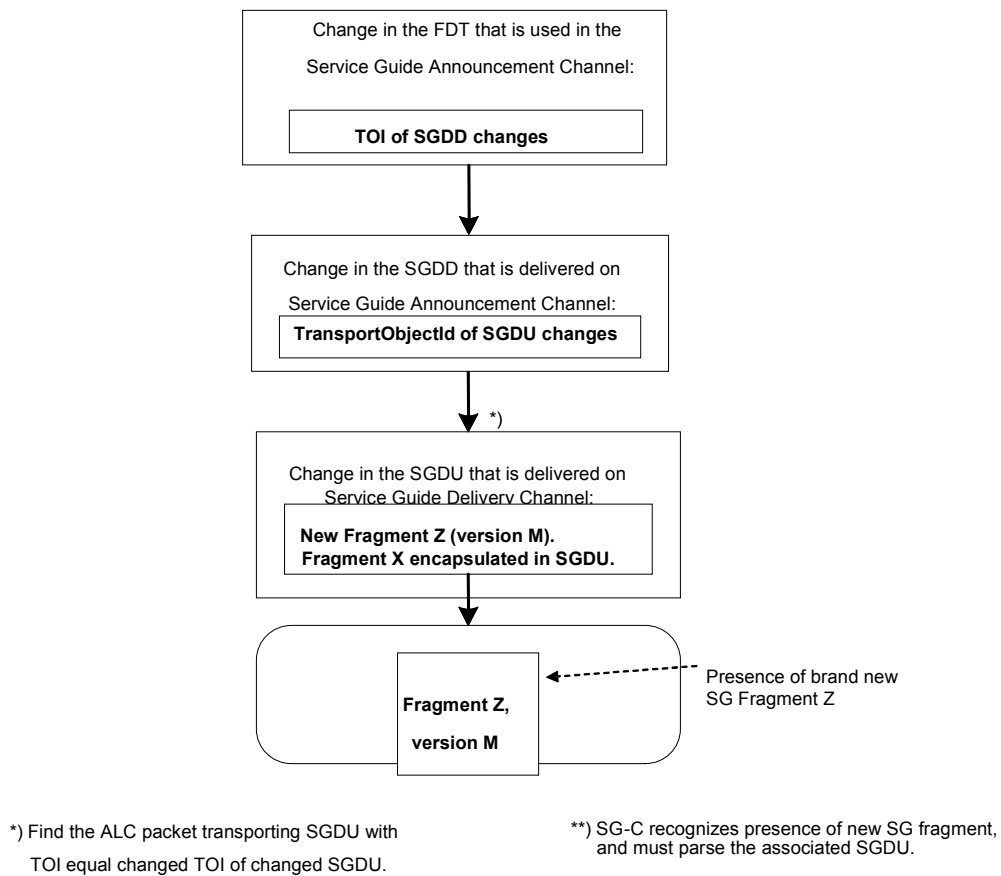 Change in the FDT that is used in the
Service Guide Announcement Channel:
TOI of SGDD changes
Change in the SGDD that is delivered on
Service Guide Announcement Channel:
TransportObjectId of SGDU changes
*)
Change in the SGDU that is delivered on
Service Guide Delivery Channel:
New Fragment Z (version M).
Fragment X encapsulated in SGDU.
Fragment Z,
version M
Presence of brand new
SG Fragment Z
*) Find the ALC packet transporting SGDU with
TOI equal changed TOI of changed SGDU.
**) SG-C recognizes presence of new SG fragment,
and must parse the associated SGDU.